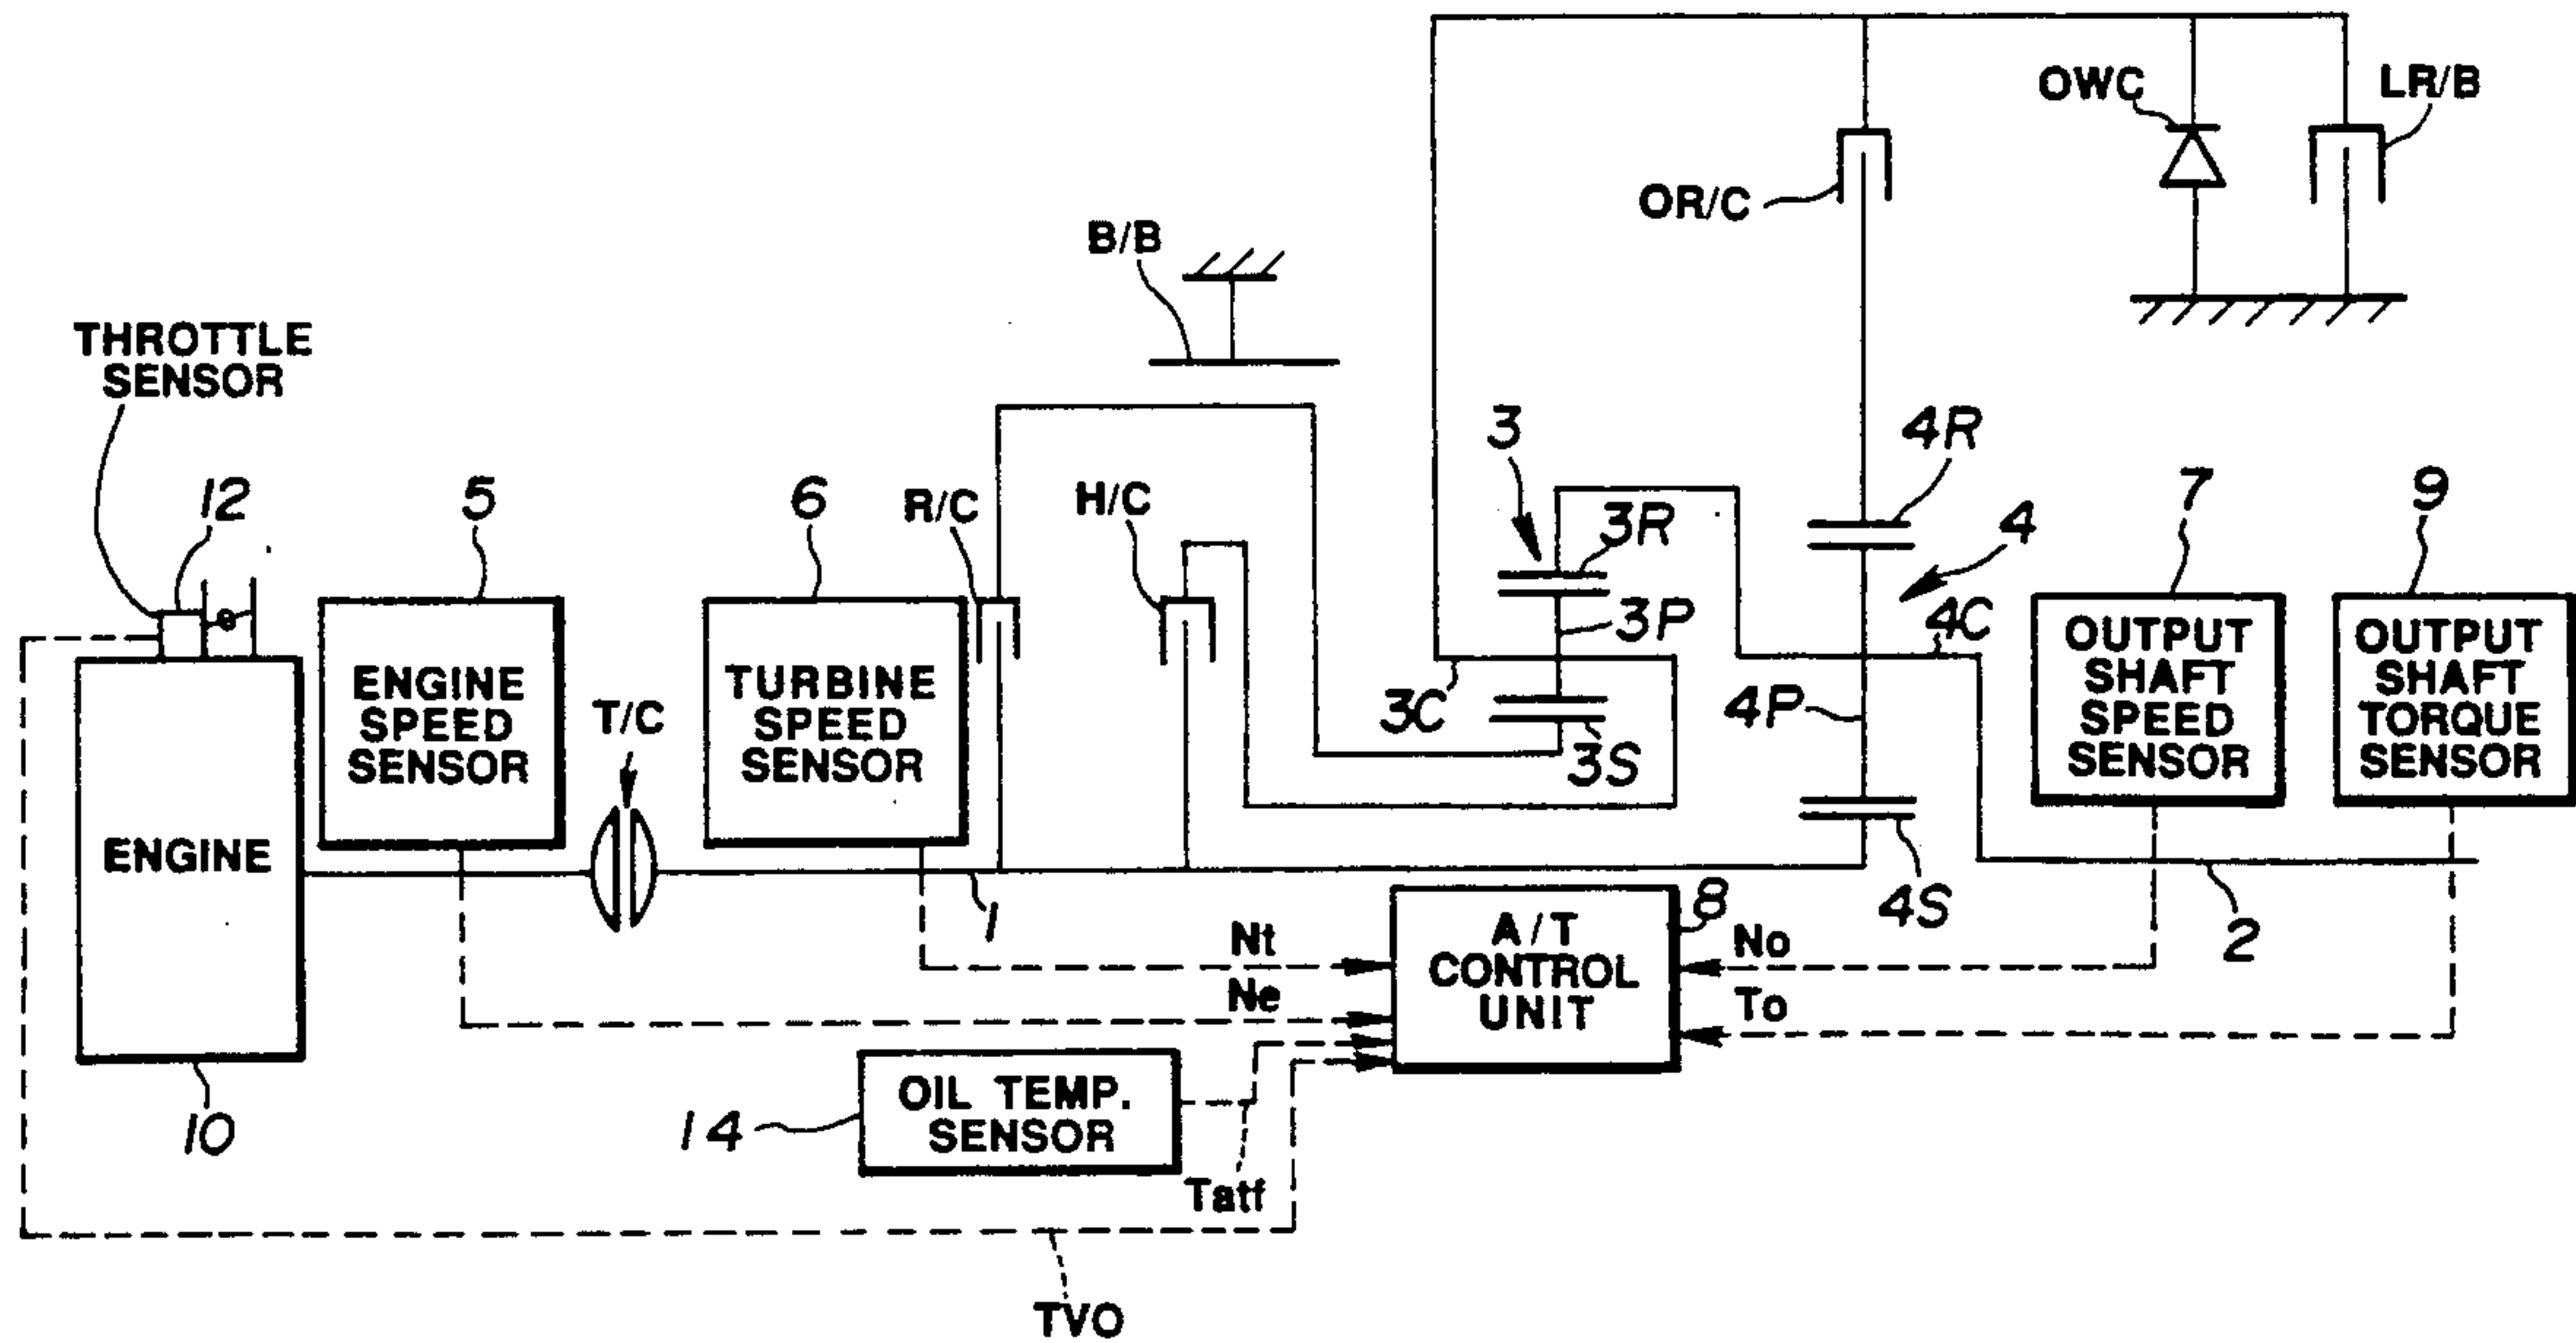 OWC
LR/B
OR/C
B/B
THROTTLE
SENSOR
12
5
6
R/C
H/C
3
3R
4R
4
7
9
3P
4C
3C
4P
3S
4S
ENGINE
SPEED
SENSOR
T/C
TURBINE
SPEED
SENSOR
OUTPUT
SHAFT
SPEED
SENSOR
OUTPUT
SHAFT
TORQUE
SENSOR
ENGINE
1
8
2
Nt
Ne
A/T
CONTROL
UNIT
No
To
10
14
OIL TEMP.
SENSOR
Tatf
TVO